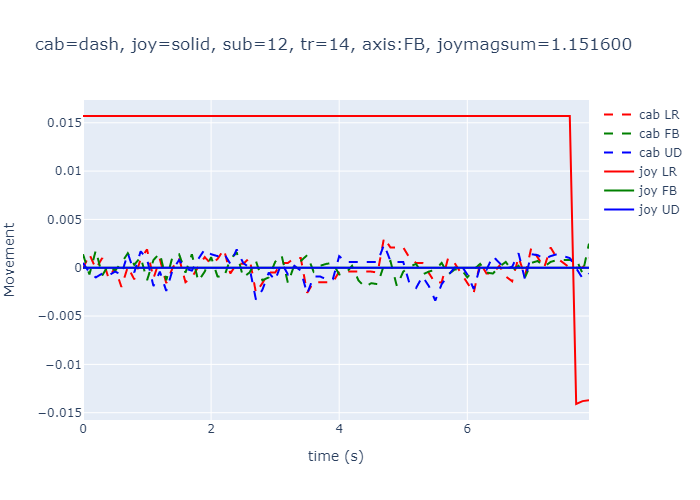 cab=dash, joy=solid, sub=12, tr=14, axis:FB, joymagsum=1.151600
Movement
0.015
0.01
0.005
0
−0.005
−0.01
−0.015
0
2
4
6
time (s)
cab LR
cab FB
cab UD
joy LR
joy FB
joy UD